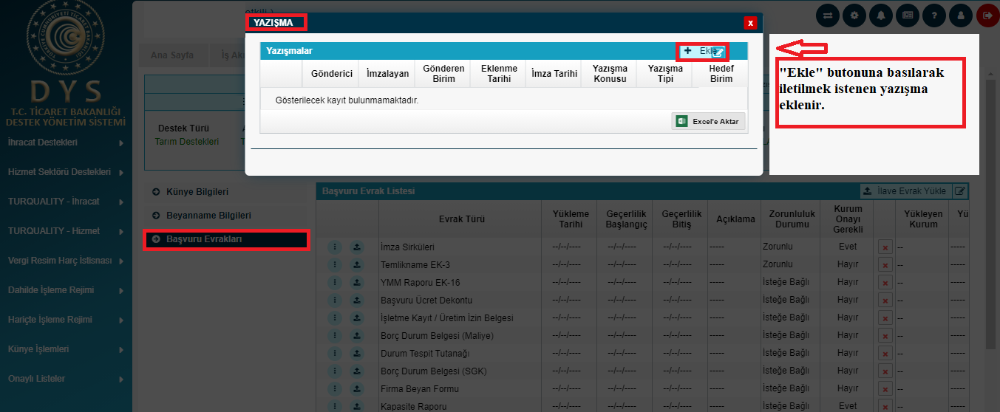 YAZIŞMA
x
Yazışmalar
+ Ekle
Gönderici İmzalayan Gönderen Birim Eklenme Tarihi İmza Tarihi Yazışma Konusu Yazışma Tipi Hedef Birim
Gösterilecek kayıt bulunmamaktadır.
Excel'e Aktar
"Ekle" butonuna basılarak
iletilmek istenen yazışma
eklenir.
DYS
T.C. TİCARET BAKANLIĞI
DESTEK YÖNETİM SİSTEMİ
İhracat Destekleri
Hizmet Sektörü Destekleri
TURQUALITY - İhracat
TURQUALITY - Hizmet
Vergi Resim Harç İstisnası
Dahilde İşleme Rejimi
Hariçte İşleme Rejimi
Künye İşlemleri
Onaylı Listeler
Ana Sayfa
Destek Türü
Tarım Destekleri
Künye Bilgileri
Beyanname Bilgileri
Başvuru Evrakları
Başvuru Evrak Listesi
İlave Evrak Yükle
Evrak Türü Yükleme Tarihi Geçerlilik Başlangıç Geçerlilik Bitiş Açıklama Zorunluluk Durumu Kurum Onayı Gerekli Yükleyen Kurum Yü
İmza Sirküleri --/--/---- --/--/---- --/--/---- ----- Zorunlu Evet x -- -----
Temlikname EK-3 --/--/---- --/--/---- --/--/---- ----- Zorunlu Hayır x -- -----
YMM Raporu EK-16 --/--/---- --/--/---- --/--/---- ----- İsteğe Bağlı Hayır x -- -----
Başvuru Ücret Dekontu --/--/---- --/--/---- --/--/---- ----- İsteğe Bağlı Hayır x -- -----
İşletme Kayıt / Üretim İzin Belgesi --/--/---- --/--/---- --/--/---- ----- İsteğe Bağlı Hayır x -- -----
Borç Durum Belgesi (Maliye) --/--/---- --/--/---- --/--/---- ----- İsteğe Bağlı Hayır x -- -----
Durum Tespit Tutanağı --/--/---- --/--/---- --/--/---- ----- İsteğe Bağlı Hayır x -- -----
Borç Durum Belgesi (SGK) --/--/---- --/--/---- --/--/---- ----- İsteğe Bağlı Hayır x -- -----
Firma Beyan Formu --/--/---- --/--/---- --/--/---- ----- İsteğe Bağlı Hayır x -- -----
Kapasite Raporu --/--/---- --/--/---- --/--/---- ----- İsteğe Bağlı Evet x -- -----